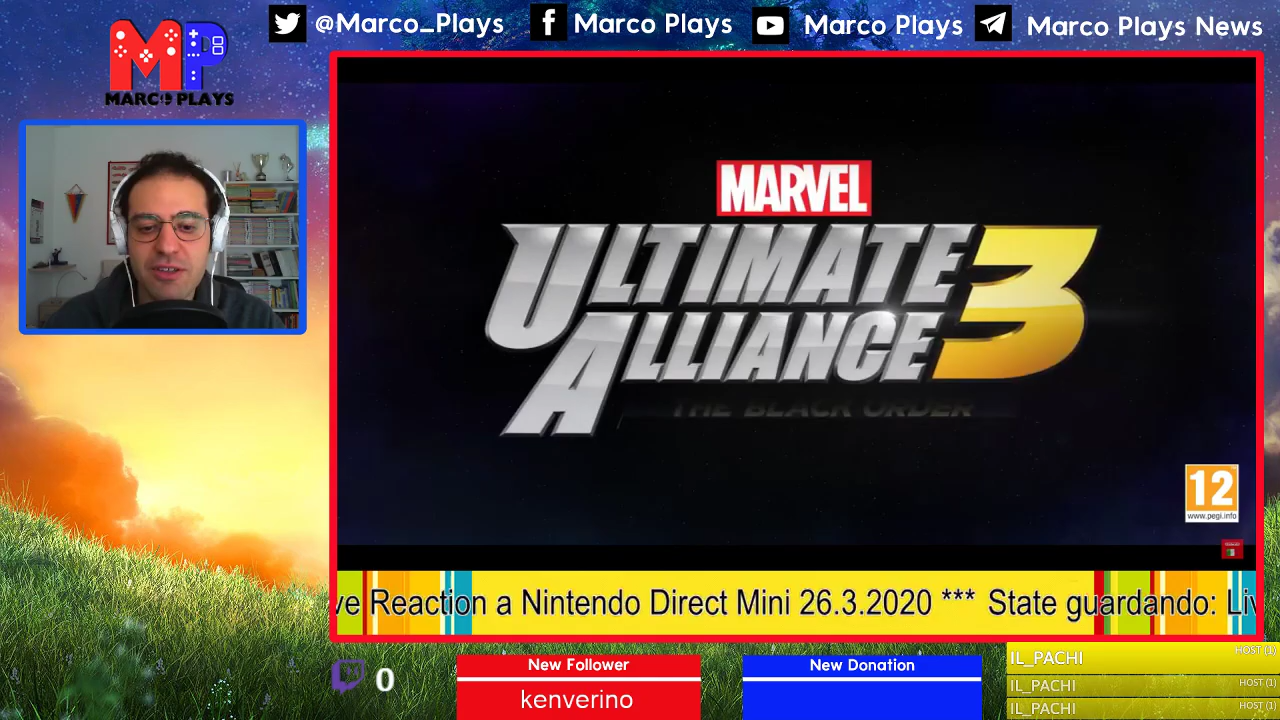 @Marco_Plays
Marco Plays
Marco Plays
Marco Plays News
MP
MARCO PLAYS
MARVEL
ULTIMATE
ALLIANCE 3
THE BLACK ORDER
12
www.pegi.info
ve Reaction a Nintendo Direct Mini 26.3.2020 *** State guardando: Liv
0
New Follower
kenverino
New Donation
IL_PACHI HOST (1)
IL_PACHI HOST (1)
IL_PACHI HOST (1)